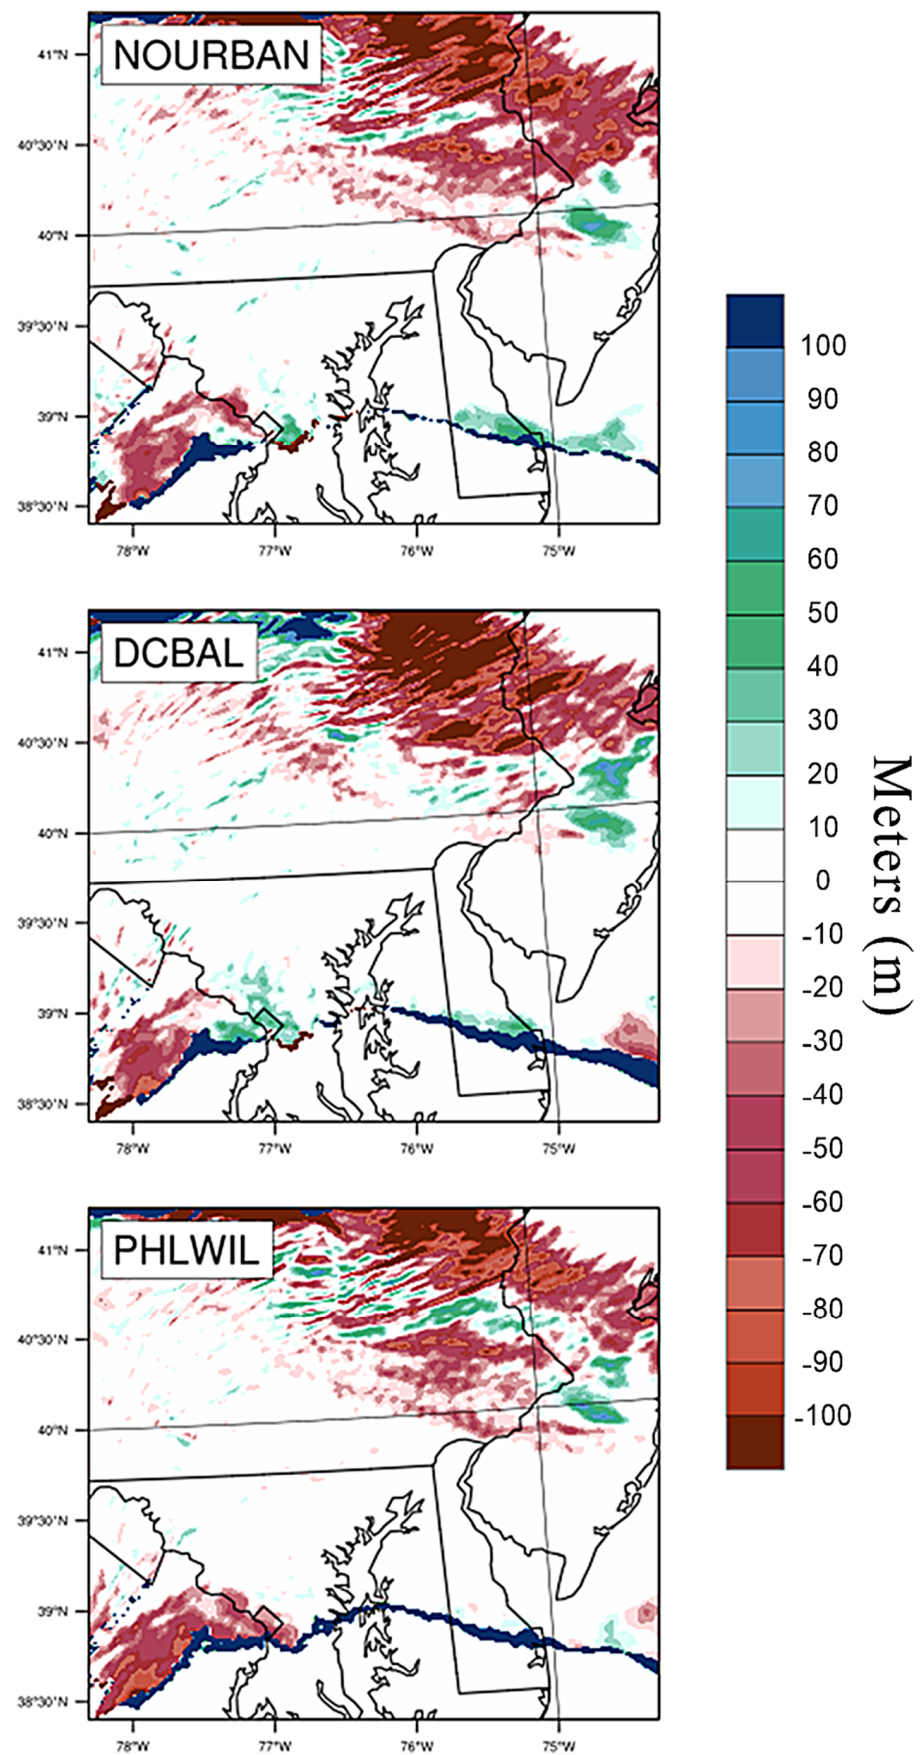 NOURBAN
41°N
40°30'N
40°N
39°30'N
39°N
38°30'N
78°W 77°W 76°W 75°W
DCBAL
41°N
40°30'N
40°N
39°30'N
39°N
38°30'N
78°W 77°W 76°W 75°W
PHLWIL
41°N
40°30'N
40°N
39°30'N
39°N
38°30'N
78°W 77°W 76°W 75°W
100
90
80
70
60
50
40
30
20
10
0
-10
-20
-30
-40
-50
-60
-70
-80
-90
-100
Meters (m)